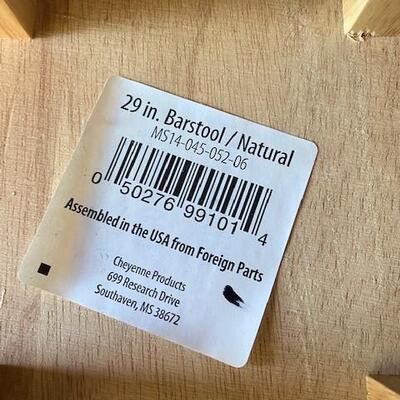 29 in. Barstool / Natural
MS14-045-052-06
0 50276 99101 4
Assembled in the USA from Foreign Parts
Cheyenne Products
699 Research Drive
Southaven, MS 38672